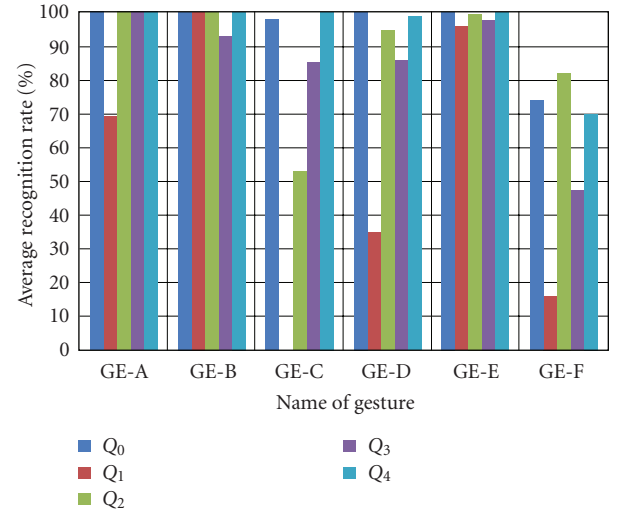 Average recognition rate (%)
100
90
80
70
60
50
40
30
20
10
0
GE-A GE-B GE-C GE-D GE-E GE-F
Name of gesture
Q₀ Q₃
Q₁ Q₄
Q₂